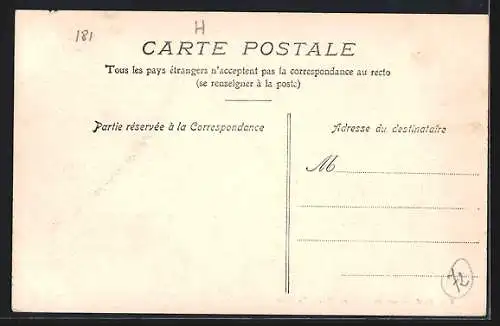 181
H
CARTE POSTALE
Tous les pays étrangers n'acceptent pas la correspondance au recto
(se renseigner à la poste)
Partie réservée à la Correspondance
Adresse du destinataire
M
72